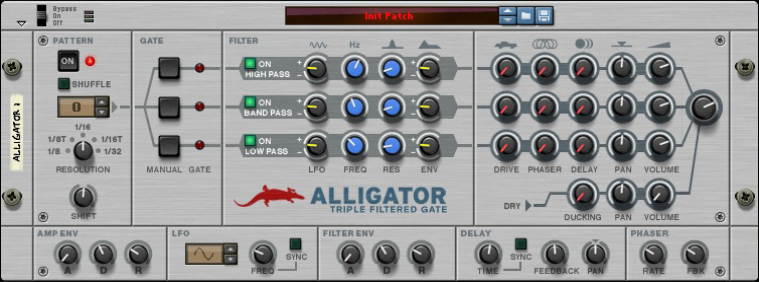 Bypass
On
Off
Init Patch
PATTERN
ON
SHUFFLE
0
1/16
1/8T 1/16T
1/8 1/32
RESOLUTION
SHIFT
GATE
MANUAL GATE
FILTER
Hz
ON
HIGH PASS
ON
BAND PASS
ON
LOW PASS
LFO FREQ RES ENV
ALLIGATOR
TRIPLE FILTERED GATE
DRIVE PHASER DELAY PAN VOLUME
DRY
DUCKING PAN VOLUME
ALLIGATOR 1
AMP ENV
A D R
LFO
FREQ
SYNC
FILTER ENV
A D R
DELAY
TIME
SYNC
FEEDBACK PAN
PHASER
RATE FBK